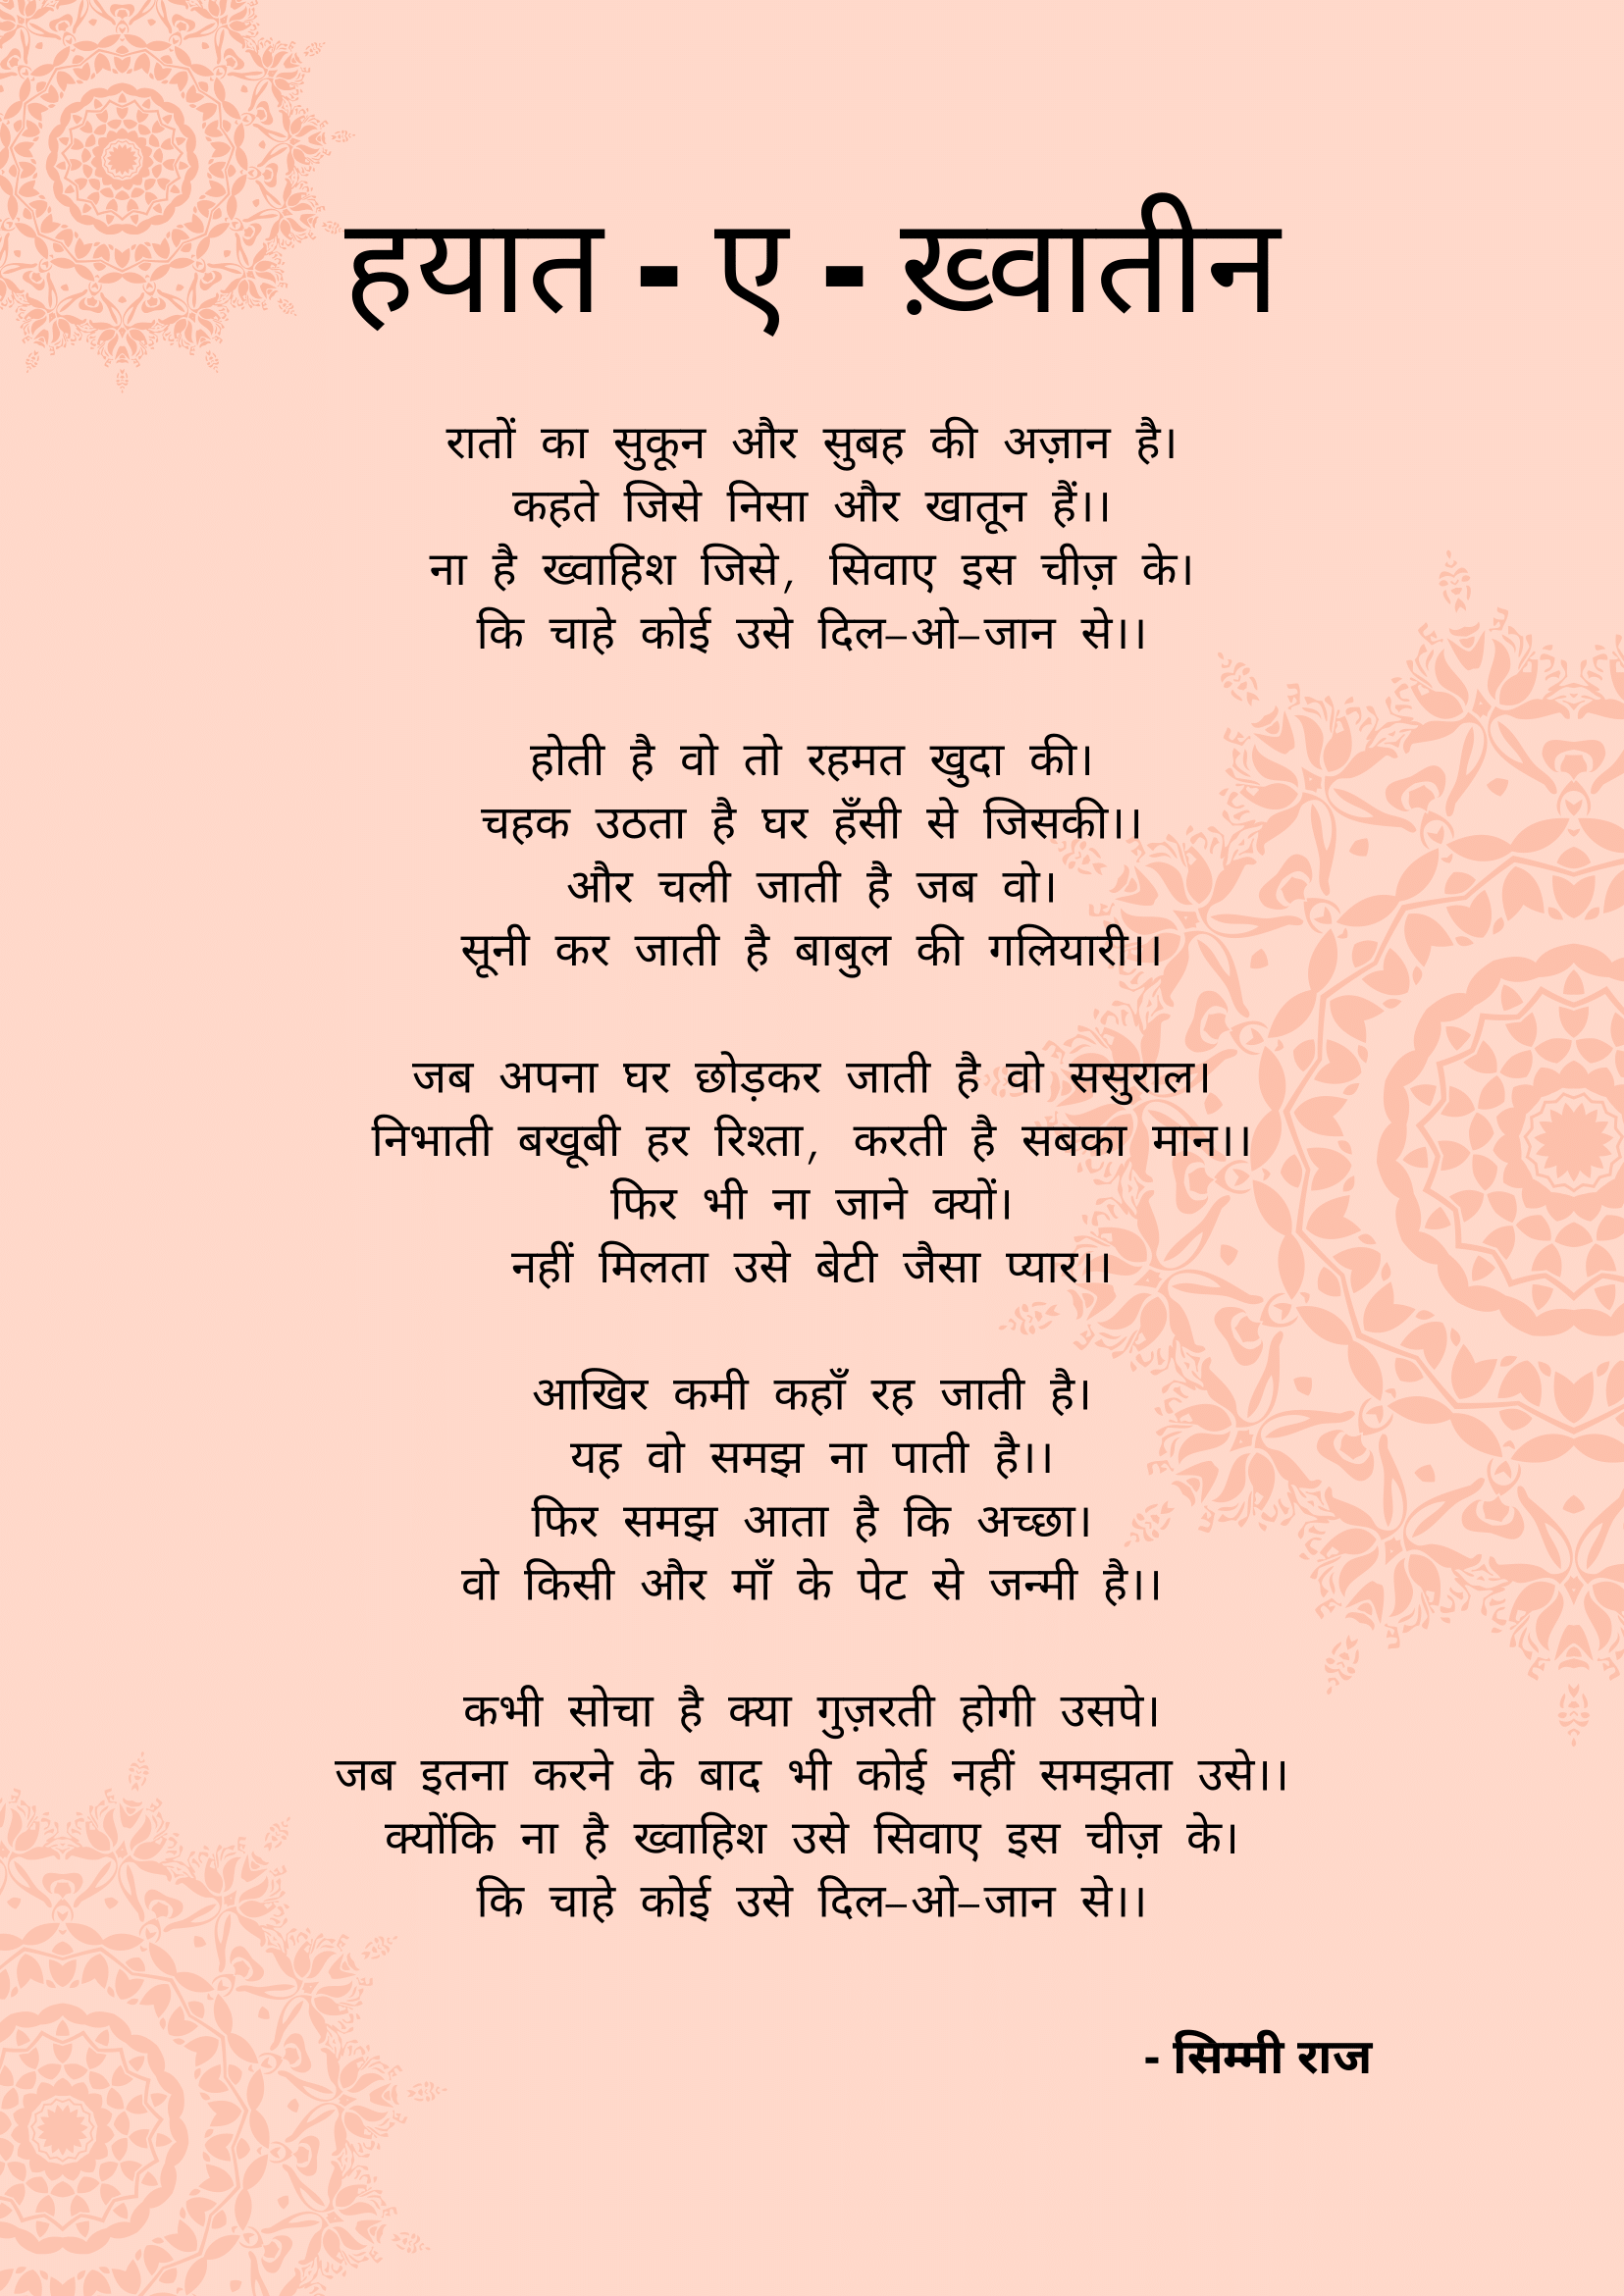 हयात - ए - ख़्वातीन
रातों का सुकून और सुबह की अज़ान है।
कहते जिसे निसा और खातून हैं।।
ना है ख्वाहिश जिसे, सिवाए इस चीज़ के।
कि चाहे कोई उसे दिल–ओ–जान से।।
होती है वो तो रहमत खुदा की।
चहक उठता है घर हँसी से जिसकी।।
और चली जाती है जब वो।
सूनी कर जाती है बाबुल की गलियारी।।
जब अपना घर छोड़कर जाती है वो ससुराल।
निभाती बखूबी हर रिश्ता, करती है सबका मान।।
फिर भी ना जाने क्यों।
नहीं मिलता उसे बेटी जैसा प्यार।।
आखिर कमी कहाँ रह जाती है।
यह वो समझ ना पाती है।।
फिर समझ आता है कि अच्छा।
वो किसी और माँ के पेट से जन्मी है।।
कभी सोचा है क्या गुज़रती होगी उसपे।
जब इतना करने के बाद भी कोई नहीं समझता उसे।।
क्योंकि ना है ख्वाहिश उसे सिवाए इस चीज़ के।
कि चाहे कोई उसे दिल–ओ–जान से।।
- सिम्मी राज